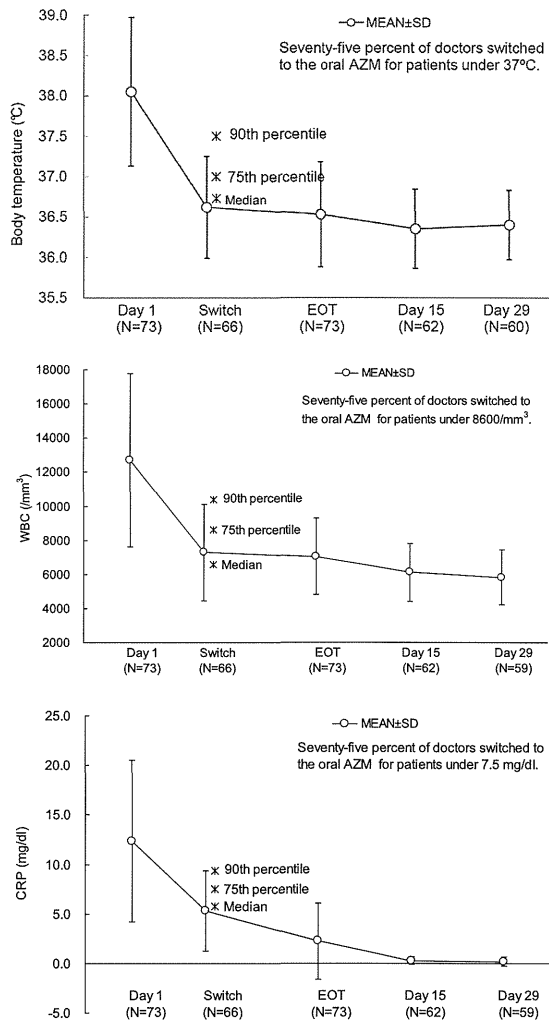 39.0
38.5
38.0
37.5
37.0
36.5
36.0
35.5
Body temperature (℃)
MEAN±SD
Seventy-five percent of doctors switched
to the oral AZM for patients under 37ºC.
90th percentile
75th percentile
Median
Day 1 Switch EOT Day 15 Day 29
(N=73) (N=66) (N=73) (N=62) (N=60)
18000
16000
14000
12000
10000
8000
6000
4000
2000
WBC (/mm³)
MEAN±SD
Seventy-five percent of doctors switched to
the oral AZM for patients under 8600/mm³.
90th percentile
75th percentile
Median
Day 1 Switch EOT Day 15 Day 29
(N=73) (N=66) (N=73) (N=62) (N=59)
25.0
20.0
15.0
10.0
5.0
0.0
-5.0
CRP (mg/dl)
MEAN±SD
Seventy-five percent of doctors switched to
the oral AZM for patients under 7.5 mg/dl.
90th percentile
75th percentile
Median
Day 1 Switch EOT Day 15 Day 29
(N=73) (N=66) (N=73) (N=62) (N=59)